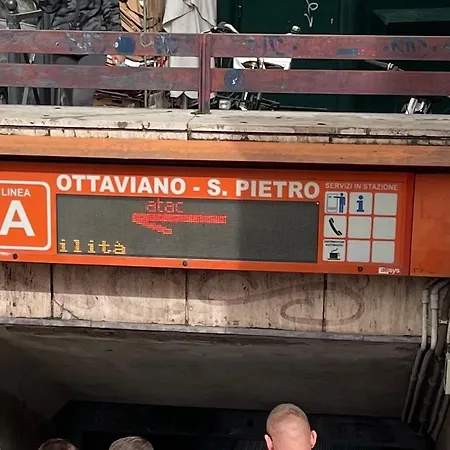 LINEA
A
OTTAVIANO - S. PIETRO
SERVIZI IN STAZIONE
atac
ilità